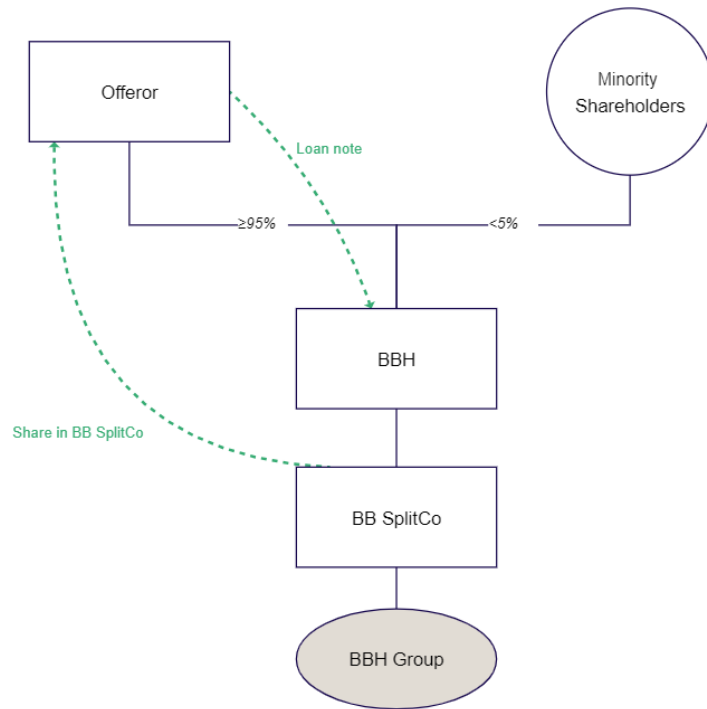 Offeror
Minority
Shareholders
Loan note
≥95%
<5%
BBH
Share in BB SplitCo
BB SplitCo
BBH Group